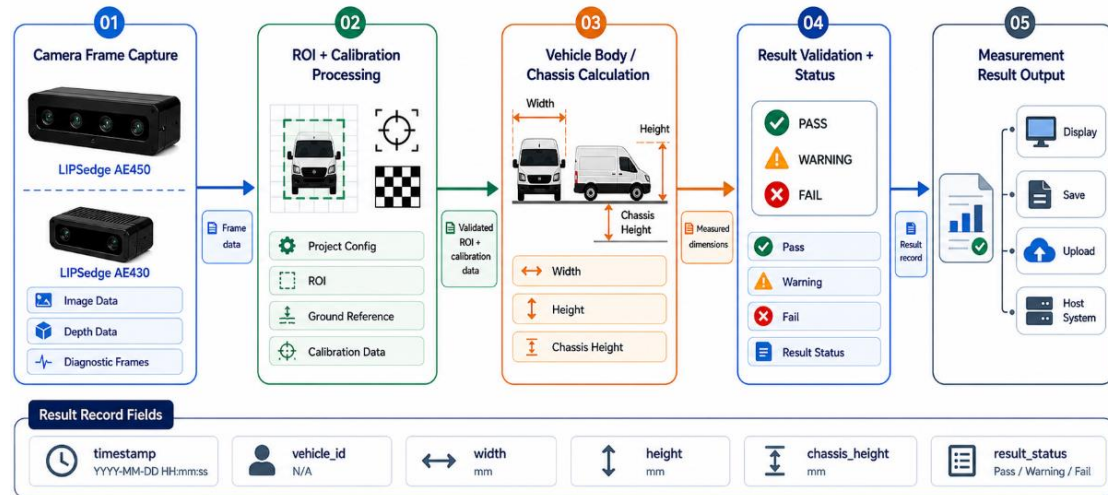 01
Camera Frame Capture
LIPSedge AE450
LIPSedge AE430
Image Data
Depth Data
Diagnostic Frames
Frame
data
02
ROI + Calibration
Processing
Project Config
ROI
Ground Reference
Calibration Data
Validated
ROI +
calibration
data
03
Vehicle Body /
Chassis Calculation
Width
Height
Chassis
Height
Width
Height
Chassis Height
Measured
dimensions
04
Result Validation +
Status
PASS
WARNING
FAIL
Pass
Warning
Fail
Result Status
Result
record
05
Measurement
Result Output
Display
Save
Upload
Host
System
Result Record Fields
timestamp
YYYY-MM-DD HH:mm:ss
vehicle_id
N/A
width
mm
height
mm
chassis_height
mm
result_status
Pass / Warning / Fail